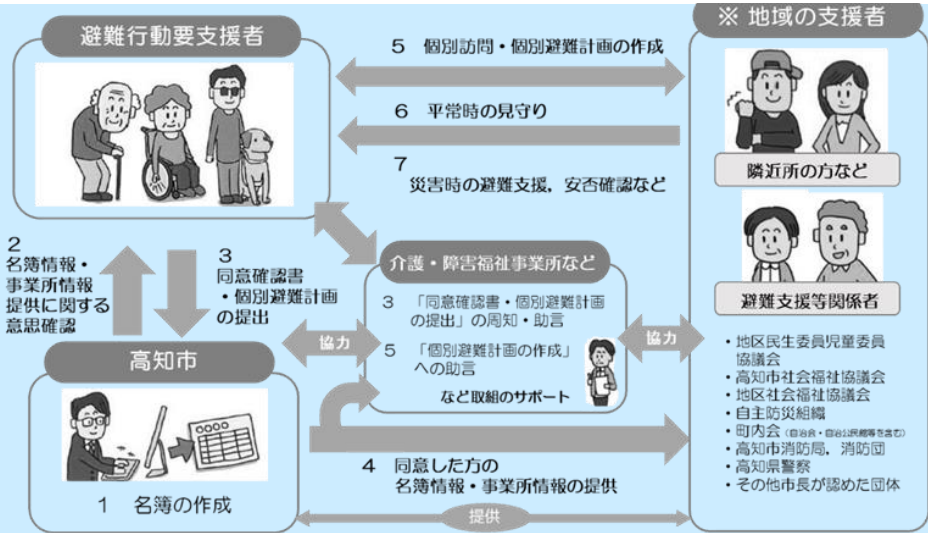 避難行動要支援者
5 個別訪問・個別避難計画の作成
6 平常時の見守り
7
災害時の避難支援，安否確認など
※ 地域の支援者
隣近所の方など
避難支援等関係者
・地区民生委員児童委員
協議会
・高知市社会福祉協議会
・地区社会福祉協議会
・自主防災組織
・町内会（自治会・自治公民館等を含む）
・高知市消防局，消防団
・高知県警察
・その他市長が認めた団体
2
名簿情報・
事業所情報
提供に関する
意思確認
3
同意確認書
・個別避難計画
の提出
介護・障害福祉事業所など
3 「同意確認書・個別避難計画
の提出」の周知・助言
5 「個別避難計画の作成」
への助言
など取組のサポート
協力
協力
高知市
1 名簿の作成
4 同意した方の
名簿情報・事業所情報の提供
提供